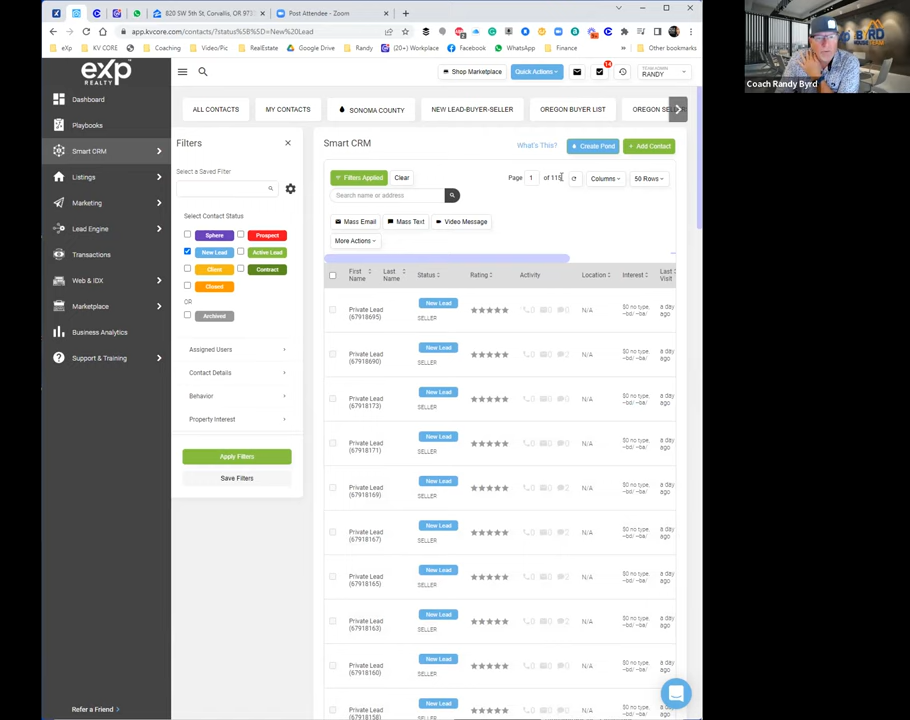 820 SW 5th St, Corvallis, OR 973
Post Attendee - Zoom
app.kvcore.com/contacts/?status%5B%5D=New%20Lead
eXp
KV CORE
Coaching
Video/Pic
RealEstate
Google Drive
Randy
(20+) Workplace
Facebook
WhatsApp
Finance
Other bookmarks
exp
REALTY
Shop Marketplace
Quick Actions
14
TEAM ADMIN
RANDY
BYRD
Coach Randy Byrd
Dashboard
Playbooks
Smart CRM
Listings
Marketing
Lead Engine
Transactions
Web & IDX
Marketplace
Business Analytics
Support & Training
Refer a Friend
ALL CONTACTS
MY CONTACTS
SONOMA COUNTY
NEW LEAD-BUYER-SELLER
OREGON BUYER LIST
Filters
Select a Saved Filter
Select Contact Status
Sphere
Prospect
New Lead
Active Lead
Client
Contract
Closed
OR
Archived
Assigned Users
Contact Details
Behavior
Property Interest
Apply Filters
Save Filters
Smart CRM
What's This?
Create Pond
+ Add Contact
Filters Applied
Clear
Page 1 of 115
Columns
50 Rows
Search name or address
Mass Email
Mass Text
Video Message
More Actions
First Name
Last Name
Status
Rating
Activity
Location
Interest
Last Visit
Private Lead (67918695)
New Lead
SELLER
N/A
$0 no type,
--bd/ --ba/
a day ago
Private Lead (67918690)
New Lead
SELLER
N/A
$0 no type,
--bd/ --ba/
a day ago
Private Lead (67918173)
New Lead
SELLER
N/A
$0 no type,
--bd/ --ba/
a day ago
Private Lead (67918171)
New Lead
SELLER
N/A
$0 no type,
--bd/ --ba/
a day ago
Private Lead (67918169)
New Lead
SELLER
N/A
$0 no type,
--bd/ --ba/
a day ago
Private Lead (67918167)
New Lead
SELLER
N/A
$0 no type,
--bd/ --ba/
a day ago
Private Lead (67918165)
New Lead
SELLER
N/A
$0 no type,
--bd/ --ba/
a day ago
Private Lead (67918163)
New Lead
SELLER
N/A
$0 no type,
--bd/ --ba/
a day ago
Private Lead (67918160)
New Lead
SELLER
N/A
$0 no type,
--bd/ --ba/
a day ago
Private Lead (67918158)
New Lead
N/A
$0 no type,
a day